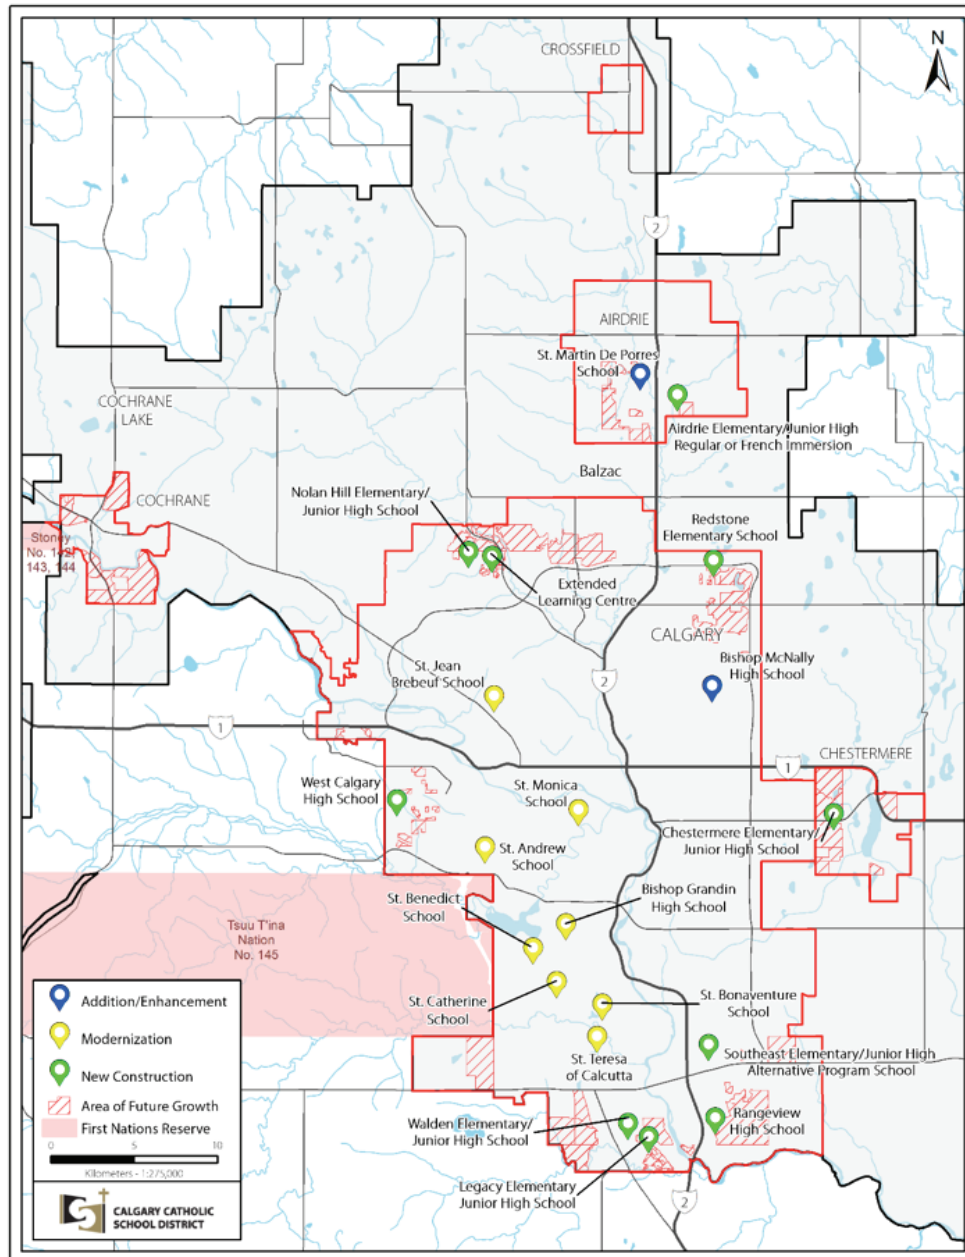 CROSSFIELD
N
2
AIRDRIE
St. Martin De Porres
School
Airdrie Elementary/Junior High
Regular or French Immersion
COCHRANE
LAKE
Balzac
COCHRANE
Nolan Hill Elementary/
Junior High School
Redstone
Elementary School
Stoney
No. 142,
143, 144
Extended
Learning Centre
CALGARY
St. Jean
Brebeuf School
Bishop McNally
High School
2
1
CHESTERMERE
1
West Calgary
High School
St. Monica
School
Chestermere Elementary/
Junior High School
St. Andrew
School
St. Benedict
School
Bishop Grandin
High School
Tsuu T'ina
Nation
No. 145
St. Catherine
School
St. Bonaventure
School
St. Teresa
of Calcutta
Southeast Elementary/Junior High
Alternative Program School
Walden Elementary/
Junior High School
Rangeview
High School
Legacy Elementary
Junior High School
2
Addition/Enhancement
Modernization
New Construction
Area of Future Growth
First Nations Reserve
0 5 10
Kilometers - 1:275,000
CALGARY CATHOLIC
SCHOOL DISTRICT